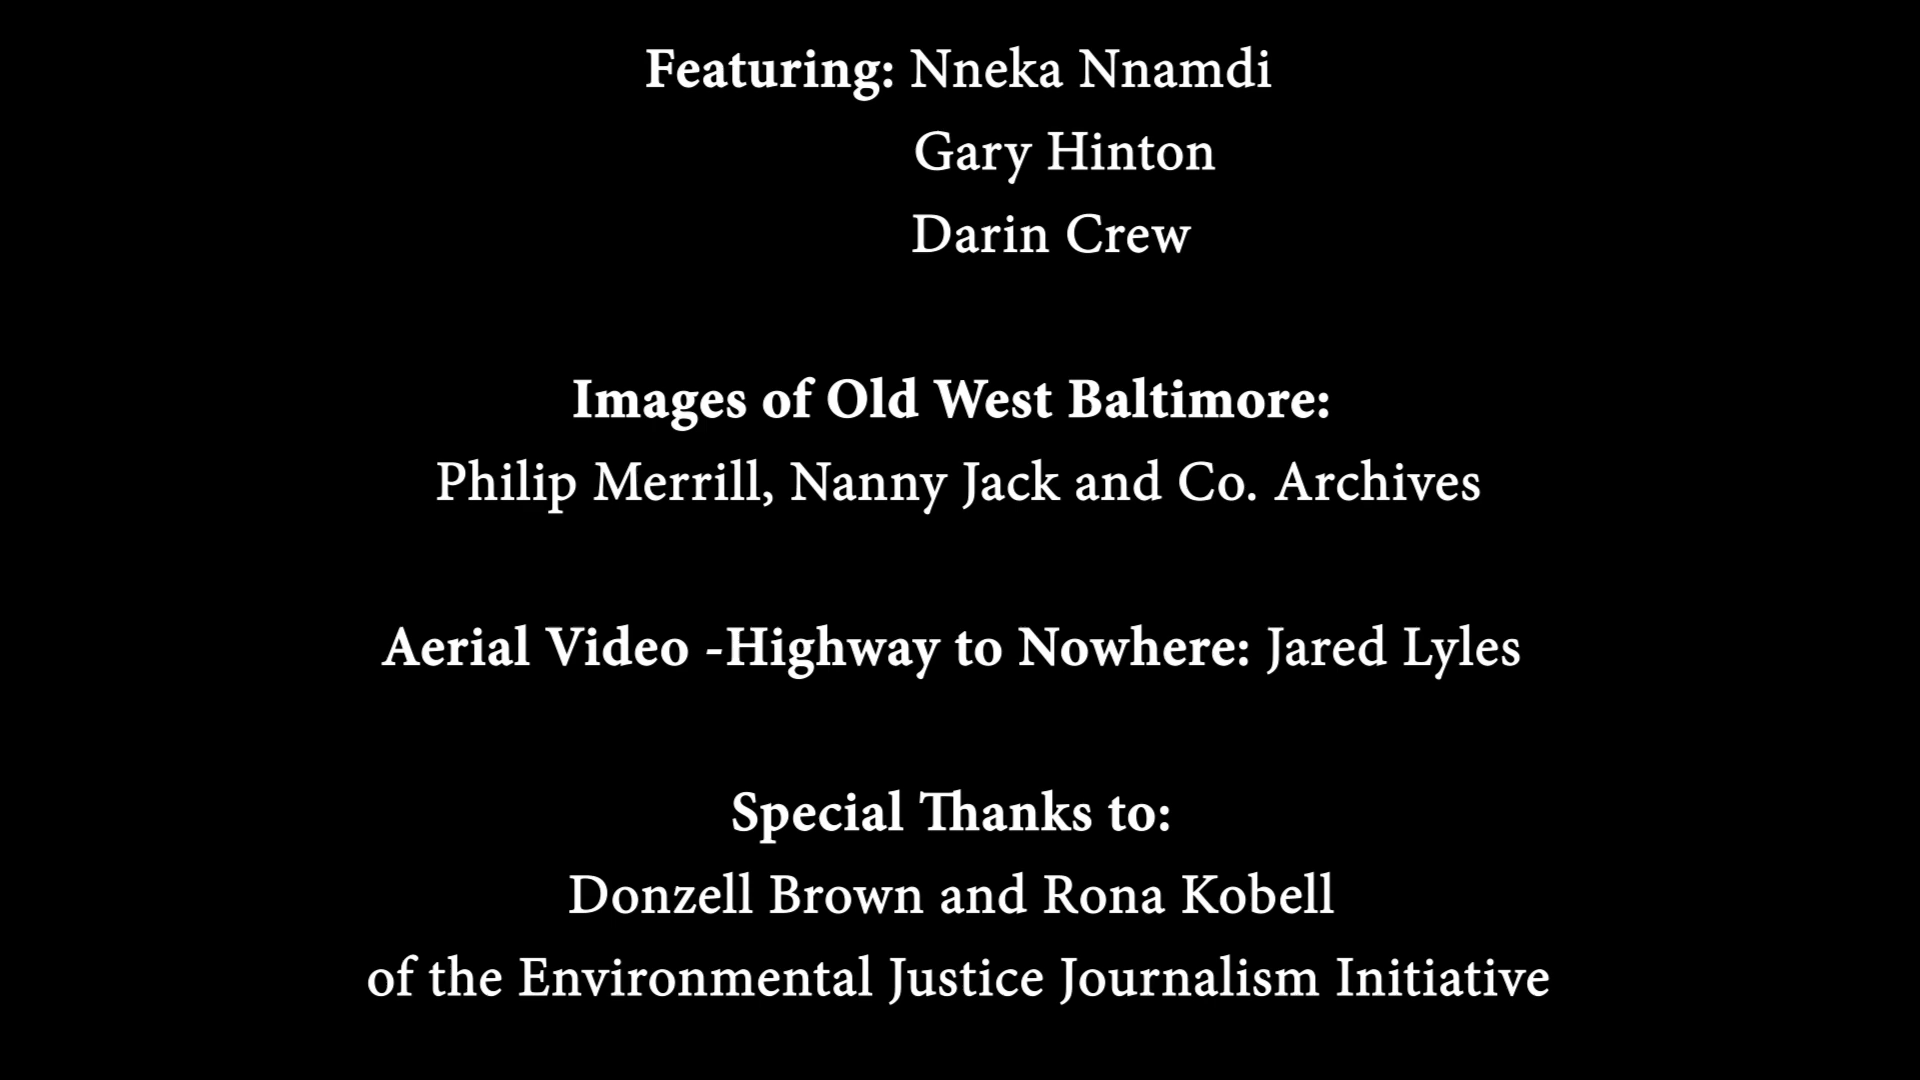 Featuring: Nneka Nnamdi
Gary Hinton
Darin Crew
Images of Old West Baltimore:
Philip Merrill, Nanny Jack and Co. Archives
Aerial Video -Highway to Nowhere: Jared Lyles
Special Thanks to:
Donzell Brown and Rona Kobell
of the Environmental Justice Journalism Initiative